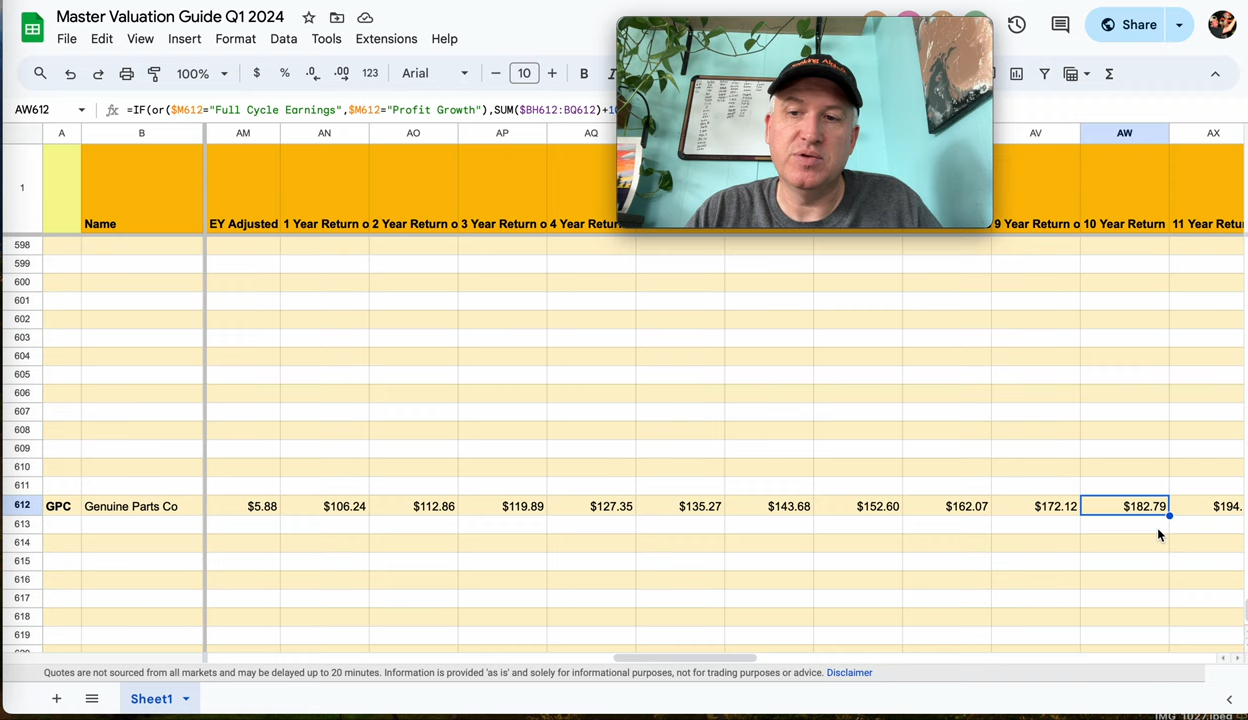 Master Valuation Guide Q1 2024
File Edit View Insert Format Data Tools Extensions Help
Share
100% $ % .0 .00 123 Arial 10 B I
AW612 fx =IF(or($M612="Full Cycle Earnings",$M612="Profit Growth"),SUM($BH612:BQ612)+10
A B AM AN AO AP AQ AV AW AX
1 Name EY Adjusted 1 Year Return o 2 Year Return o 3 Year Return o 4 Year Retu 9 Year Return o 10 Year Return 11 Year Retur
598
599
600
601
602
603
604
605
606
607
608
609
610
611
612 GPC Genuine Parts Co $5.88 $106.24 $112.86 $119.89 $127.35 $135.27 $143.68 $152.60 $162.07 $172.12 $182.79 $194.
613
614
615
616
617
618
619
Quotes are not sourced from all markets and may be delayed up to 20 minutes. Information is provided 'as is' and solely for informational purposes, not for trading purposes or advice. Disclaimer
Sheet1
IMG_1027.jpeg